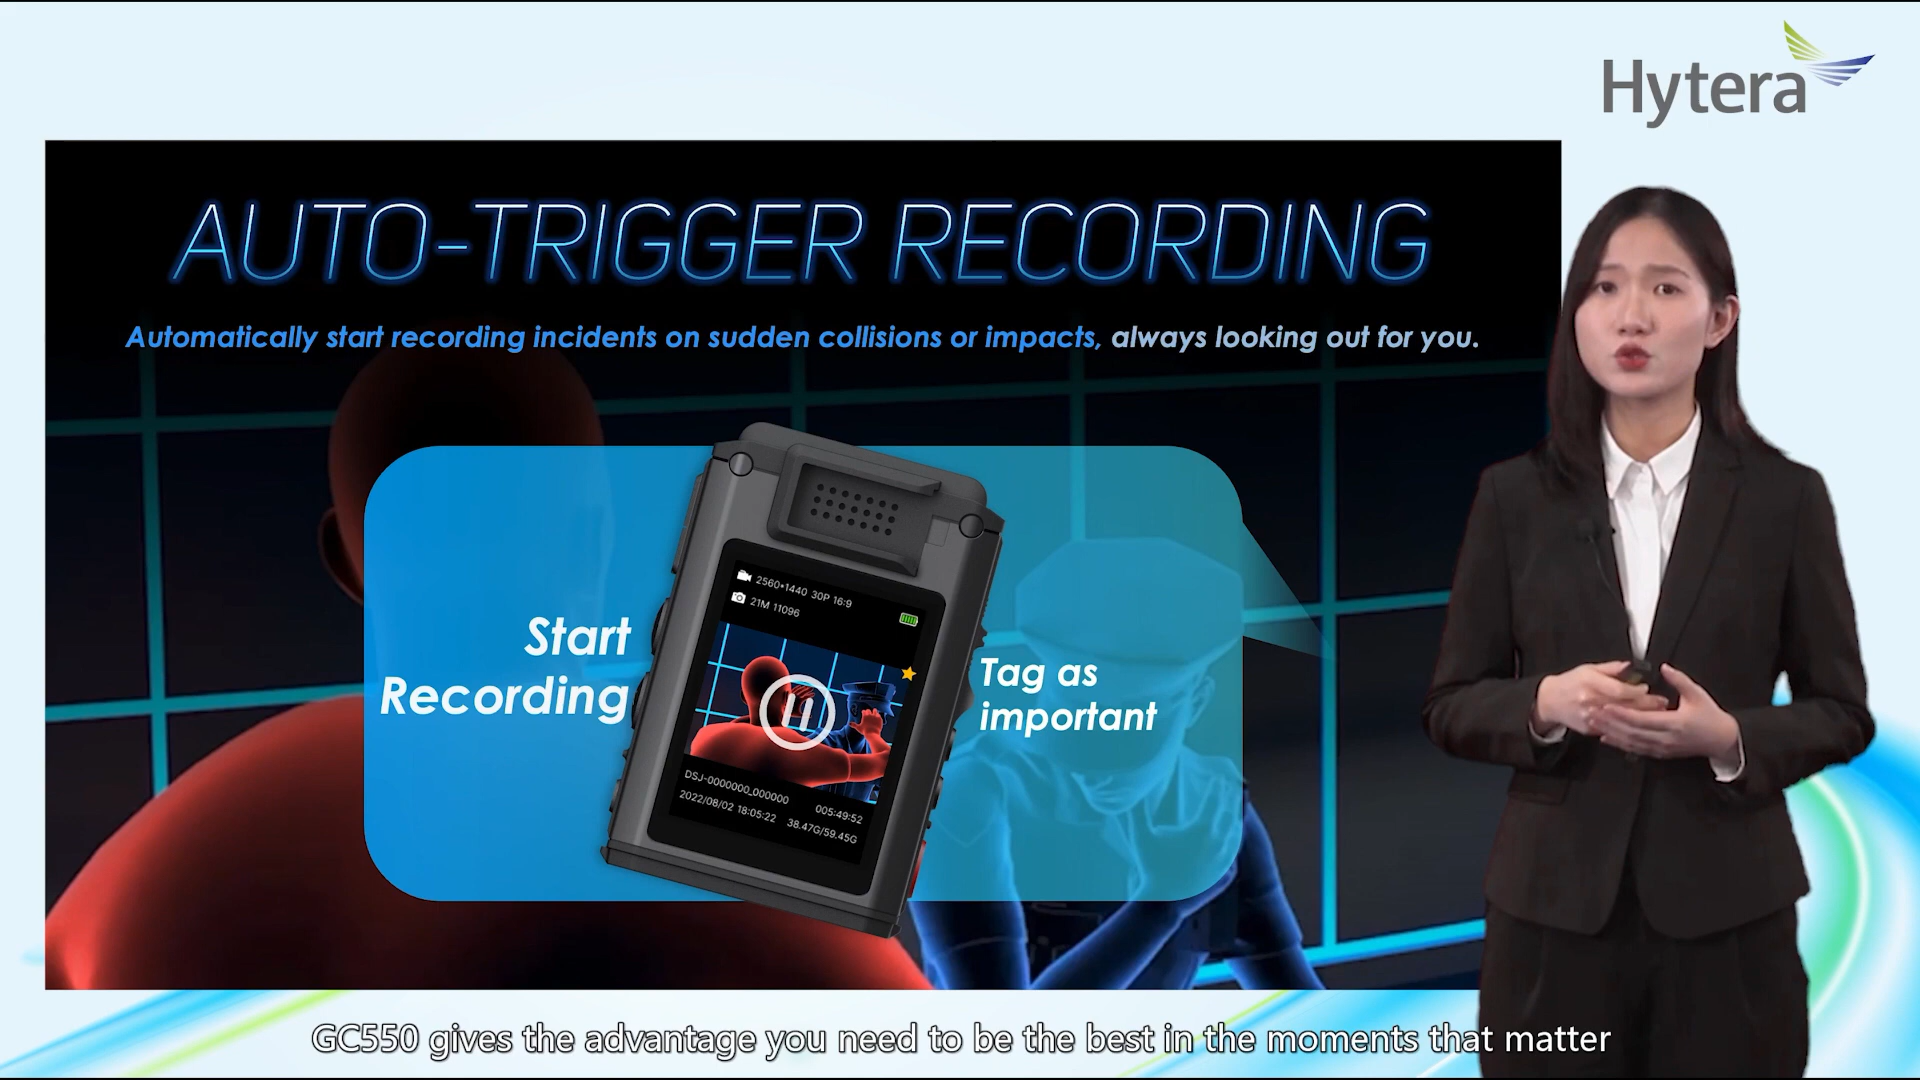 Hytera
AUTO-TRIGGER RECORDING
Automatically start recording incidents on sudden collisions or impacts, always looking out for you.
Start
Recording
2560*1440 30P 16:9
21M 11096
DSJ-0000000_000000
005:49:52
2022/08/02 18:05:22
38.47G/59.45G
Tag as
important
GC550 gives the advantage you need to be the best in the moments that matter